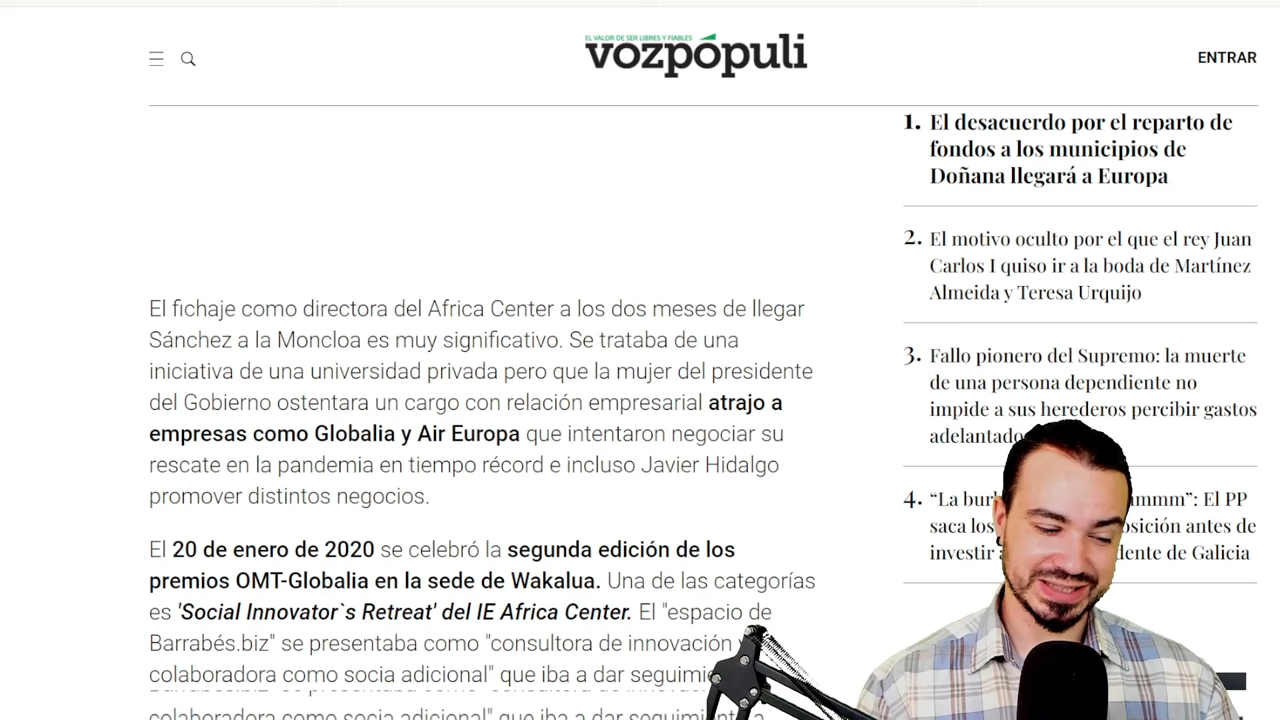 EL VALOR DE SER LIBRES Y FIABLES
vozpópuli
ENTRAR
El fichaje como directora del Africa Center a los dos meses de llegar
Sánchez a la Moncloa es muy significativo. Se trataba de una
iniciativa de una universidad privada pero que la mujer del presidente
del Gobierno ostentara un cargo con relación empresarial atrajo a
empresas como Globalia y Air Europa que intentaron negociar su
rescate en la pandemia en tiempo récord e incluso Javier Hidalgo
promover distintos negocios.
El 20 de enero de 2020 se celebró la segunda edición de los
premios OMT-Globalia en la sede de Wakalua. Una de las categorías
es 'Social Innovator`s Retreat' del IE Africa Center. El "espacio de
Barrabés.biz" se presentaba como "consultora de innovación
colaboradora como socia adicional" que iba a dar
colaboradora como socia adicional" que iba a dar
1. El desacuerdo por el reparto de
fondos a los municipios de
Doñana llegará a Europa
2. El motivo oculto por el que el rey Juan
Carlos I quiso ir a la boda de Martínez
Almeida y Teresa Urquijo
3. Fallo pionero del Supremo: la muerte
de una persona dependiente no
impide a sus herederos percibir gastos
4. “La El PP
saca los antes de
investir de Galicia